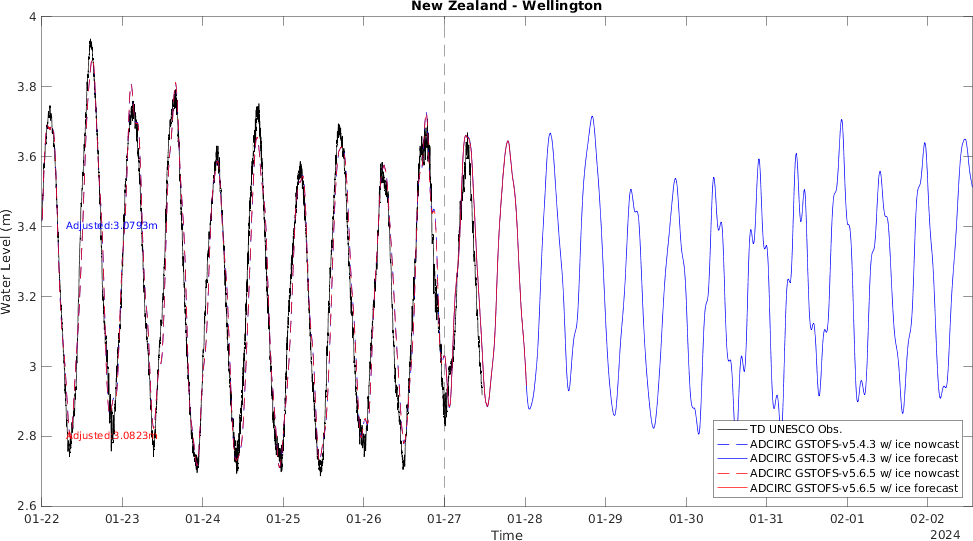 New Zealand - Wellington
4
3.8
3.6
3.4
3.2
3
2.8
2.6
Water Level (m)
Adjusted:3.0793m
Adjusted:3.0823m
TD UNESCO Obs.
ADCIRC GSTOFS-v5.4.3 w/ ice nowcast
ADCIRC GSTOFS-v5.4.3 w/ ice forecast
ADCIRC GSTOFS-v5.6.5 w/ ice nowcast
ADCIRC GSTOFS-v5.6.5 w/ ice forecast
01-22 01-23 01-24 01-25 01-26 01-27 01-28 01-29 01-30 01-31 02-01 02-02
Time
2024